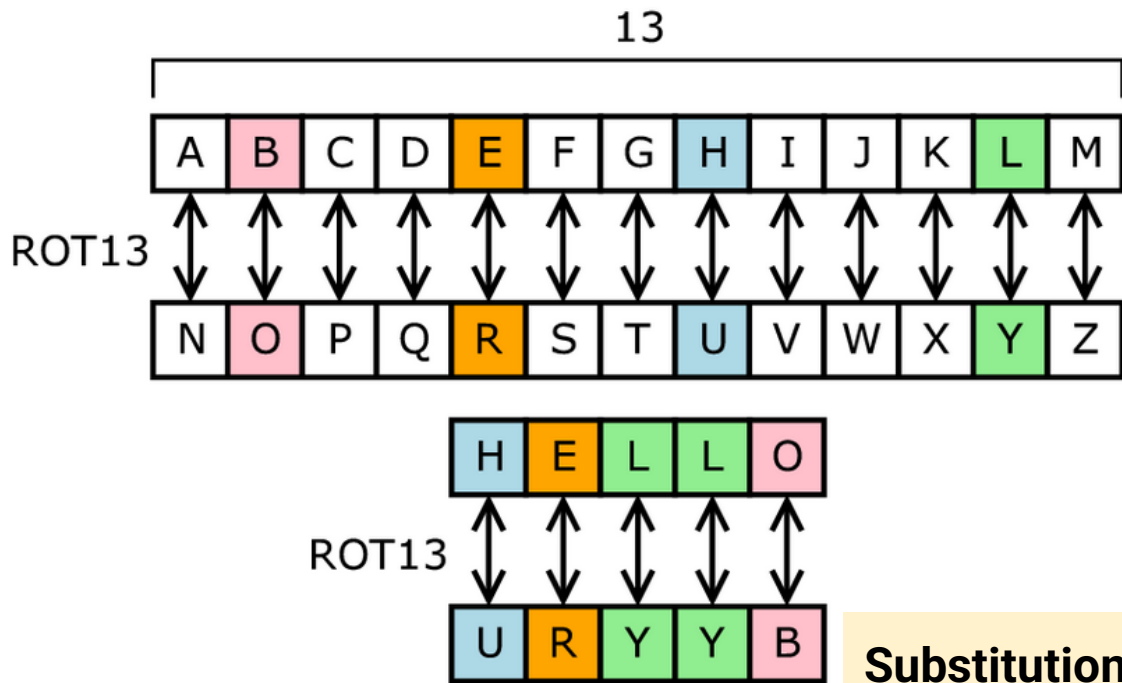 13
A B C D E F G H I J K L M
ROT13
N O P Q R S T U V W X Y Z
H E L L O
ROT13
U R Y Y B
Substitution